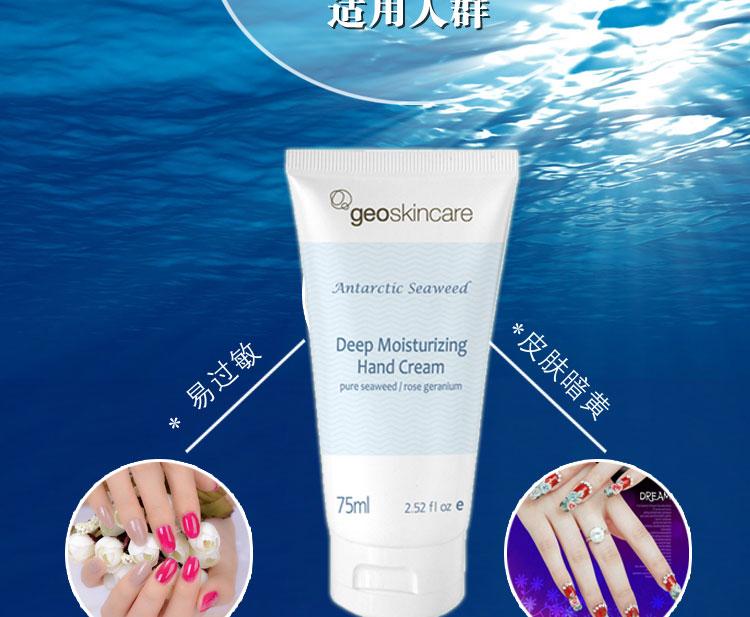 适用人群
geoskincare
Antarctic Seaweed
Deep Moisturizing
Hand Cream
pure seaweed / rose geranium
* 易过敏
*皮肤暗黄
75ml 2.52 fl oz e
DREAM